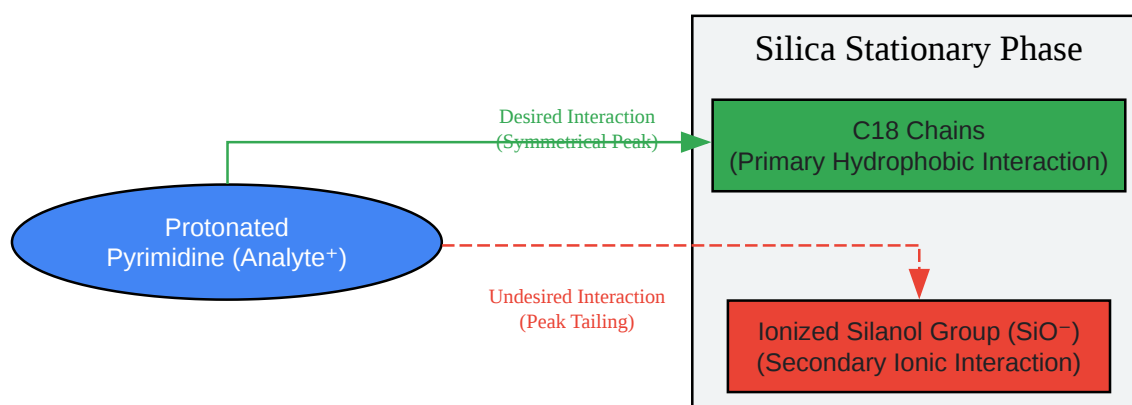 Silica Stationary Phase
Desired Interaction
(Symmetrical Peak)
C18 Chains
(Primary Hydrophobic Interaction)
Protonated
Pyrimidine (Analyte⁺)
Undesired Interaction
(Peak Tailing)
Ionized Silanol Group (SiO⁻)
(Secondary Ionic Interaction)